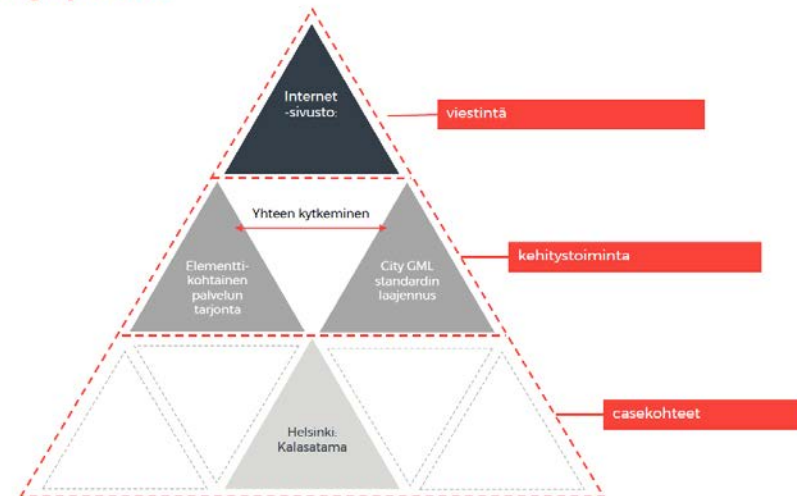 Internet
-sivusto:
viestintä
Yhteen kytkeminen
Elementti-
kohtainen
palvelun
tarjonta
City GML
standardin
laajennus
kehitystoiminta
Helsinki:
Kalasatama
casekohteet